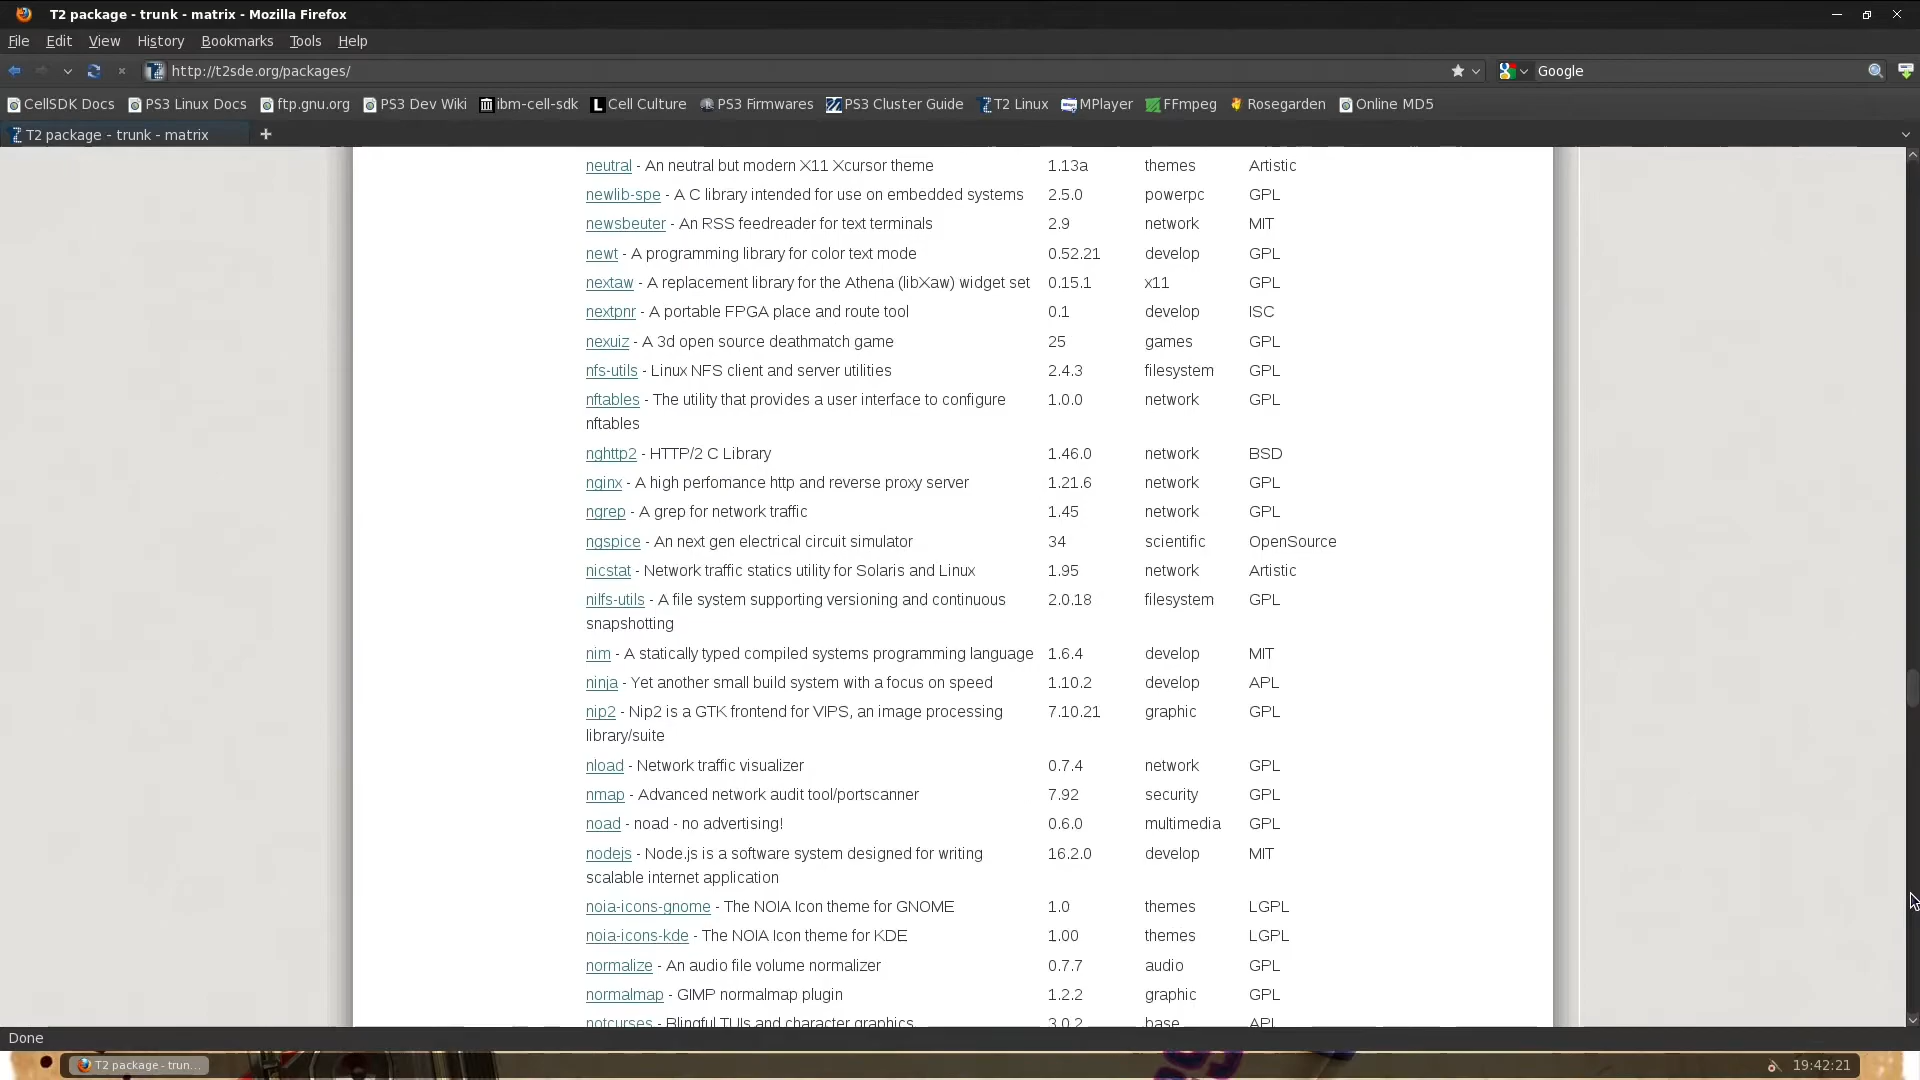 T2 package - trunk - matrix - Mozilla Firefox
File Edit View History Bookmarks Tools Help
http://t2sde.org/packages/ Google
CellSDK Docs PS3 Linux Docs ftp.gnu.org PS3 Dev Wiki ibm-cell-sdk Cell Culture PS3 Firmwares PS3 Cluster Guide T2 Linux MPlayer FFmpeg Rosegarden Online MD5
T2 package - trunk - matrix
neutral - An neutral but modern X11 Xcursor theme 1.13a themes Artistic
newlib-spe - A C library intended for use on embedded systems 2.5.0 powerpc GPL
newsbeuter - An RSS feedreader for text terminals 2.9 network MIT
newt - A programming library for color text mode 0.52.21 develop GPL
nextaw - A replacement library for the Athena (libXaw) widget set 0.15.1 x11 GPL
nextpnr - A portable FPGA place and route tool 0.1 develop ISC
nexuiz - A 3d open source deathmatch game 25 games GPL
nfs-utils - Linux NFS client and server utilities 2.4.3 filesystem GPL
nftables - The utility that provides a user interface to configure 1.0.0 network GPL
nftables
nghttp2 - HTTP/2 C Library 1.46.0 network BSD
nginx - A high perfomance http and reverse proxy server 1.21.6 network GPL
ngrep - A grep for network traffic 1.45 network GPL
ngspice - An next gen electrical circuit simulator 34 scientific OpenSource
nicstat - Network traffic statics utility for Solaris and Linux 1.95 network Artistic
nilfs-utils - A file system supporting versioning and continuous 2.0.18 filesystem GPL
snapshotting
nim - A statically typed compiled systems programming language 1.6.4 develop MIT
ninja - Yet another small build system with a focus on speed 1.10.2 develop APL
nip2 - Nip2 is a GTK frontend for VIPS, an image processing 7.10.21 graphic GPL
library/suite
nload - Network traffic visualizer 0.7.4 network GPL
nmap - Advanced network audit tool/portscanner 7.92 security GPL
noad - noad - no advertising! 0.6.0 multimedia GPL
nodejs - Node.js is a software system designed for writing 16.2.0 develop MIT
scalable internet application
noia-icons-gnome - The NOIA Icon theme for GNOME 1.0 themes LGPL
noia-icons-kde - The NOIA Icon theme for KDE 1.00 themes LGPL
normalize - An audio file volume normalizer 0.7.7 audio GPL
normalmap - GIMP normalmap plugin 1.2.2 graphic GPL
notcurses - Blingful TUIs and character graphics 3.0.2 base APL
Done
T2 package - trun... 19:42:21